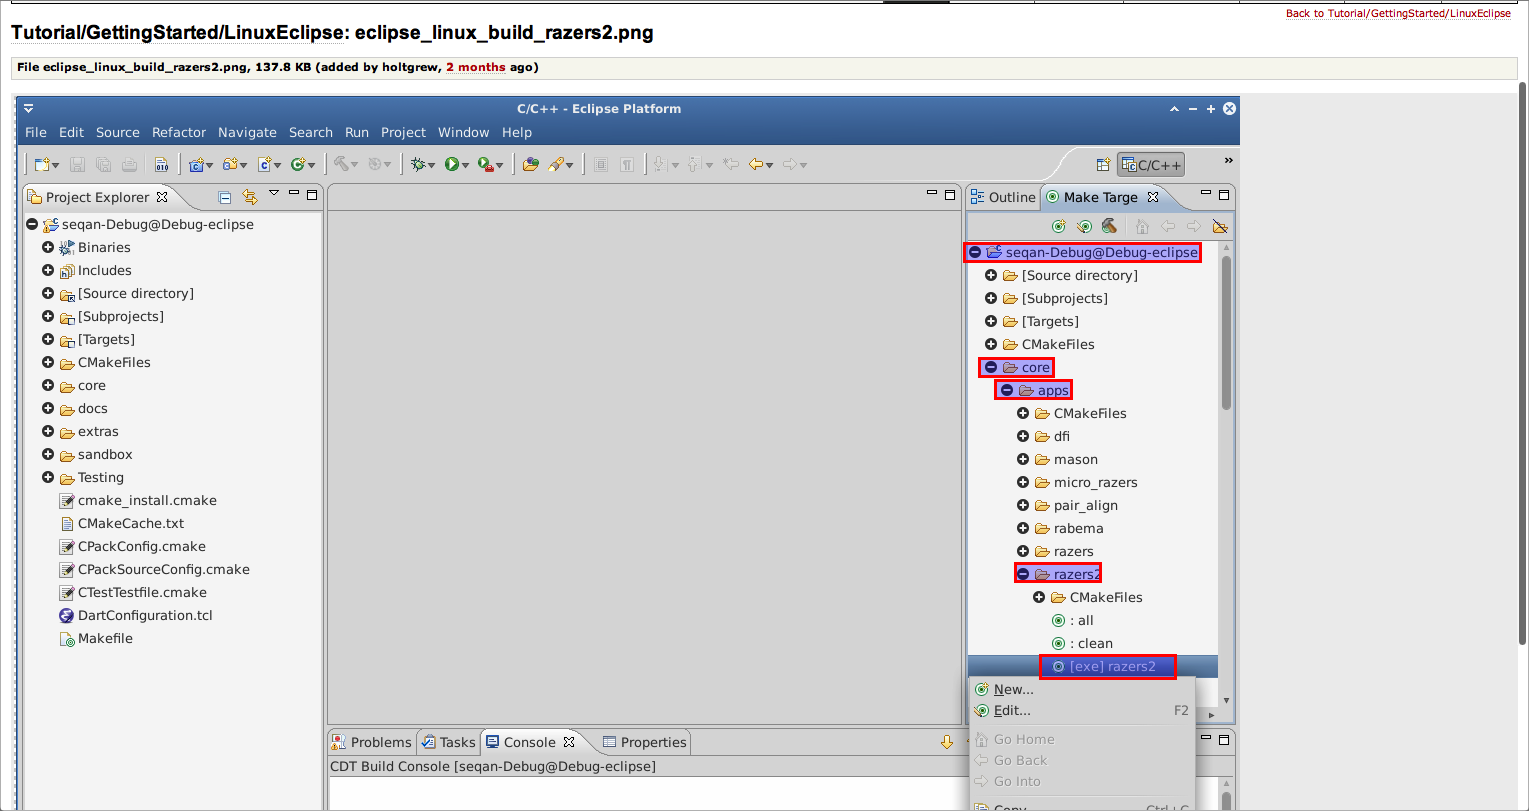 Back to Tutorial/GettingStarted/LinuxEclipse
Tutorial/GettingStarted/LinuxEclipse: eclipse_linux_build_razers2.png
File eclipse_linux_build_razers2.png, 137.8 KB (added by holtgrew, 2 months ago)
C/C++ - Eclipse Platform
File Edit Source Refactor Navigate Search Run Project Window Help
010
C/C++
»
Project Explorer
seqan-Debug@Debug-eclipse
Binaries
Includes
[Source directory]
[Subprojects]
[Targets]
CMakeFiles
core
docs
extras
sandbox
Testing
cmake_install.cmake
CMakeCache.txt
CPackConfig.cmake
CPackSourceConfig.cmake
CTestTestfile.cmake
DartConfiguration.tcl
Makefile
Outline
Make Targe
seqan-Debug@Debug-eclipse
[Source directory]
[Subprojects]
[Targets]
CMakeFiles
core
apps
CMakeFiles
dfi
mason
micro_razers
pair_align
rabema
razers
razers2
CMakeFiles
: all
: clean
[exe] razers2
New...
Edit... F2
Go Home
Go Back
Go Into
Copy Ctrl+C
Problems
Tasks
Console
Properties
CDT Build Console [seqan-Debug@Debug-eclipse]